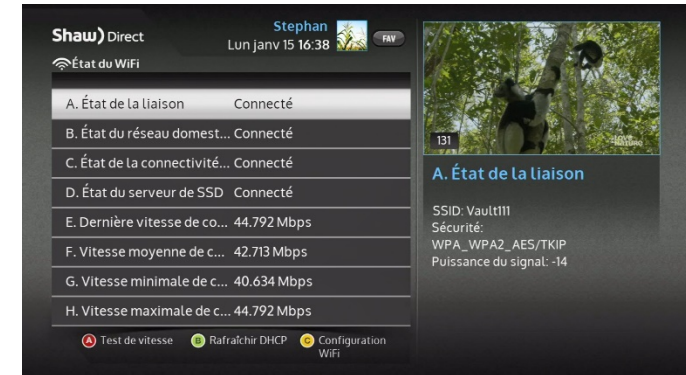 Shaw) Direct
Stephan
Lun janv 15 16:38
FAV
État du WiFi
A. État de la liaison Connecté
B. État du réseau domest... Connecté
C. État de la connectivité... Connecté
D. État du serveur de SSD Connecté
E. Dernière vitesse de co... 44.792 Mbps
F. Vitesse moyenne de c... 42.713 Mbps
G. Vitesse minimale de c... 40.634 Mbps
H. Vitesse maximale de c... 44.792 Mbps
A Test de vitesse B Rafraîchir DHCP C Configuration
WiFi
131
LOVE
NATURE
A. État de la liaison
SSID: Vault111
Sécurité:
WPA_WPA2_AES/TKIP
Puissance du signal: -14